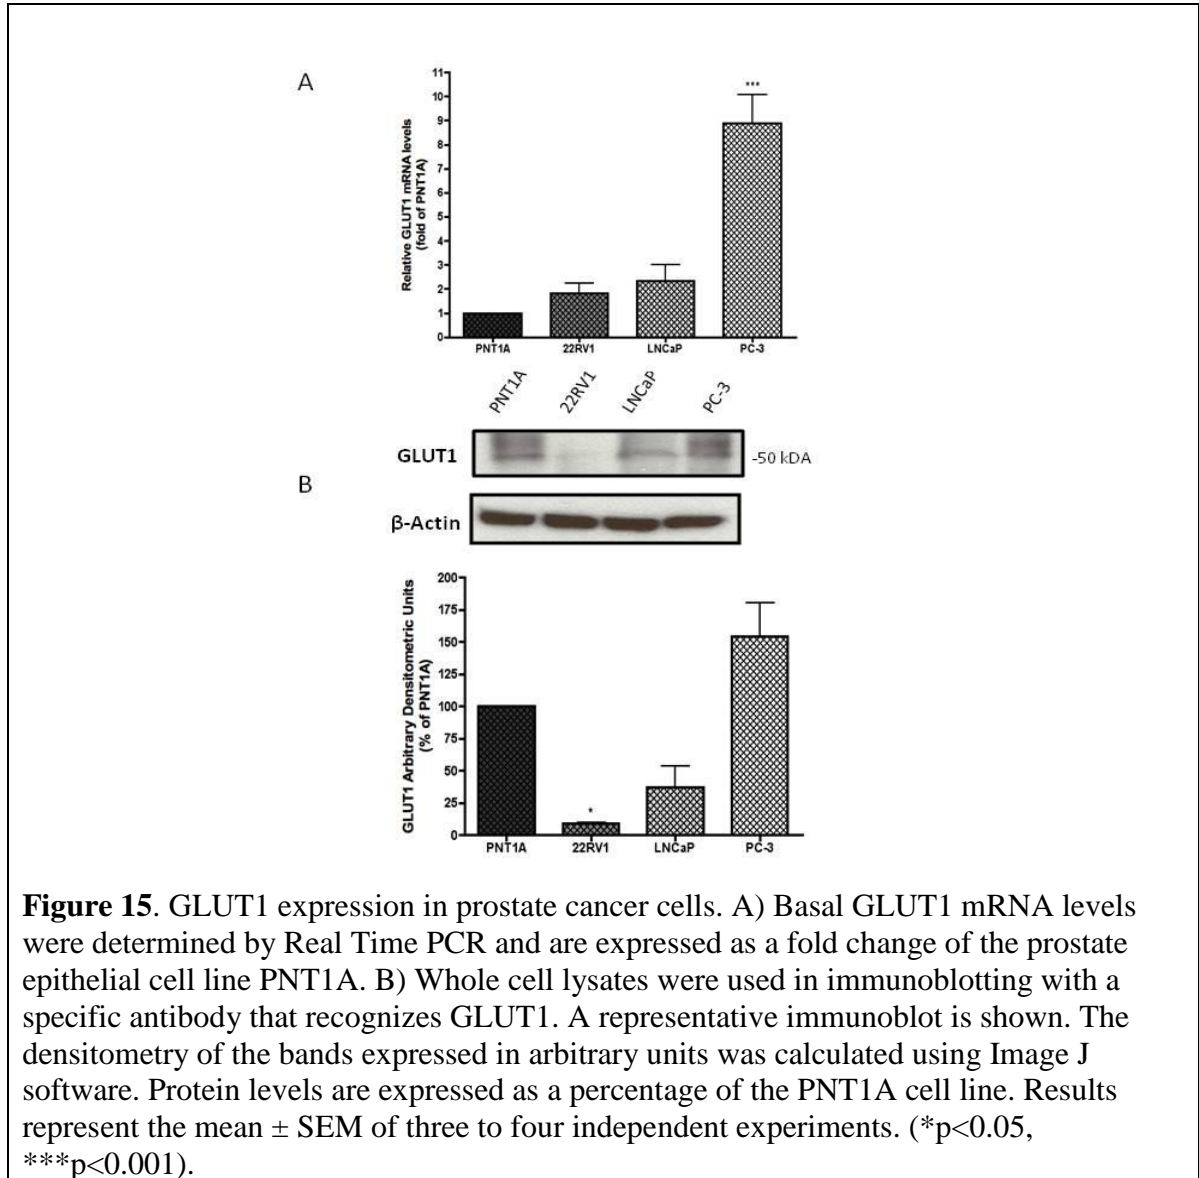 A
Relative GLUT1 mRNA levels
(fold of PNT1A)
11
10
9
8
7
6
5
4
3
2
1
0
***
PNT1A 22RV1 LNCaP PC-3
PNT1A 22RV1 LNCaP PC-3
GLUT1
-50 kDA
B
β-Actin
GLUT1 Arbitrary Densitometric Units
(% of PNT1A)
200
175
150
125
100
75
50
25
0
*
PNT1A 22RV1 LNCaP PC-3
Figure 15. GLUT1 expression in prostate cancer cells. A) Basal GLUT1 mRNA levels
were determined by Real Time PCR and are expressed as a fold change of the prostate
epithelial cell line PNT1A. B) Whole cell lysates were used in immunoblotting with a
specific antibody that recognizes GLUT1. A representative immunoblot is shown. The
densitometry of the bands expressed in arbitrary units was calculated using Image J
software. Protein levels are expressed as a percentage of the PNT1A cell line. Results
represent the mean ± SEM of three to four independent experiments. (*p<0.05,
***p<0.001).